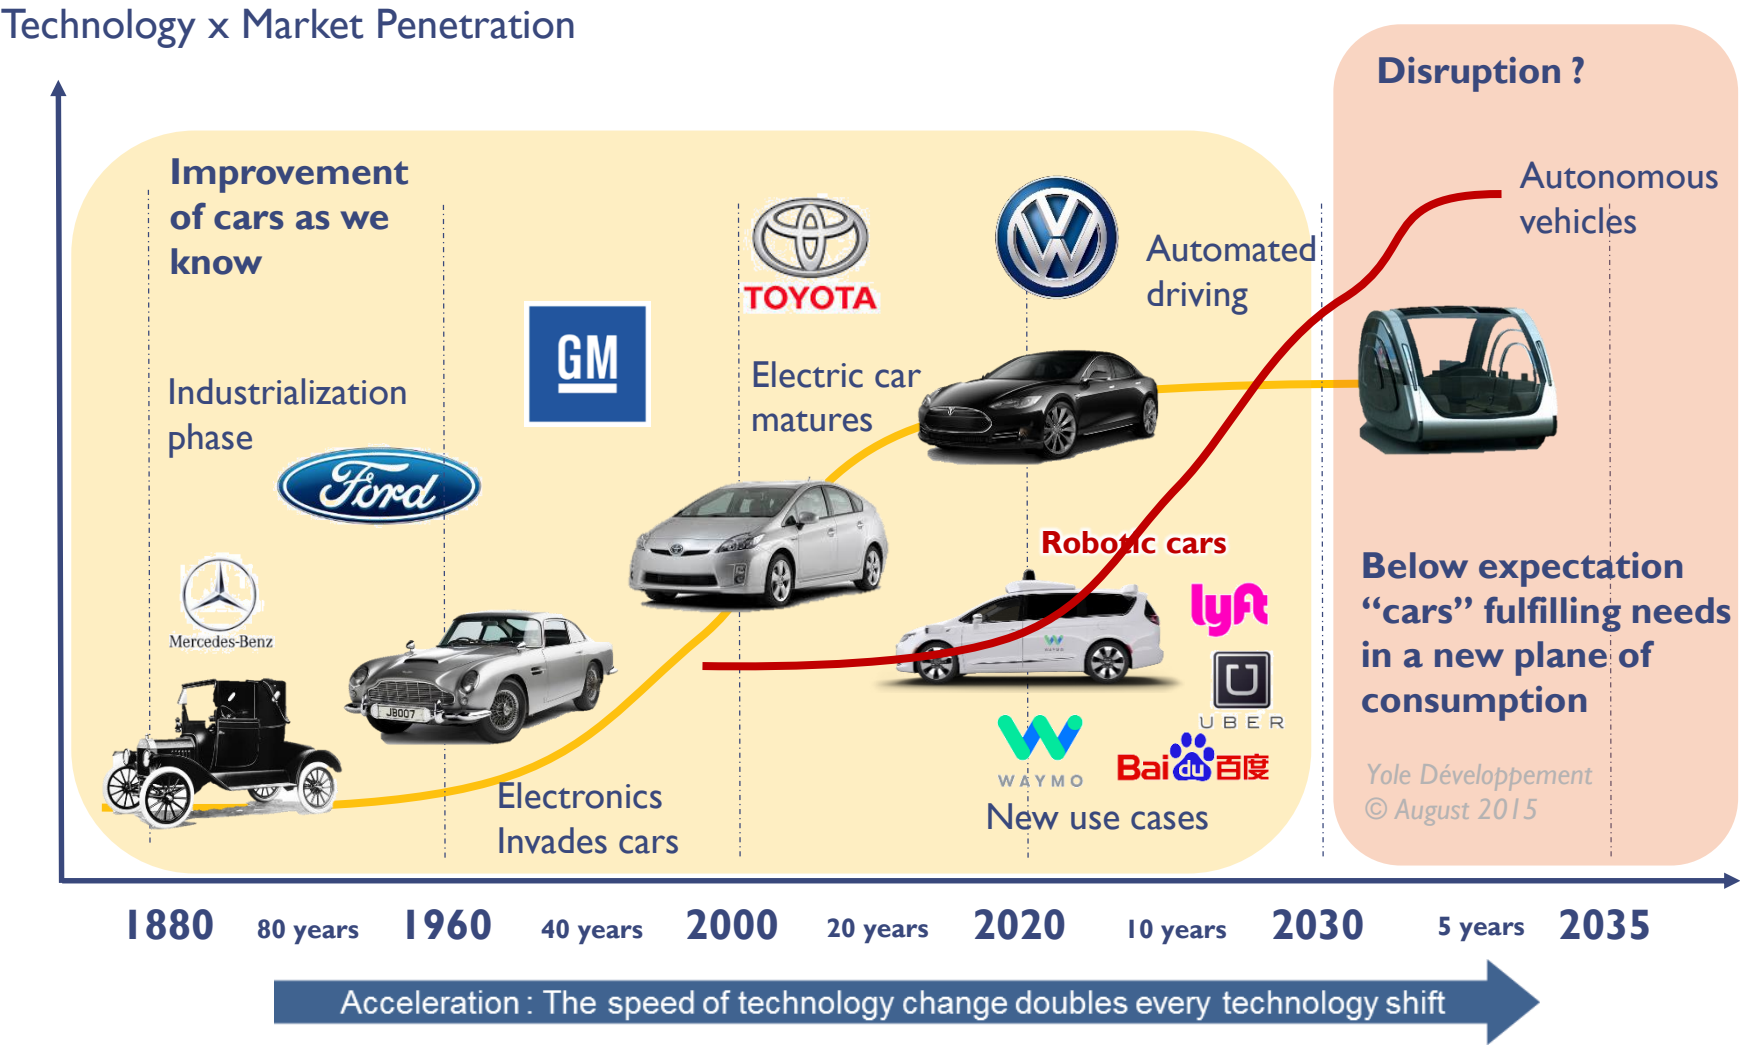 Technology x Market Penetration
Disruption ?
Improvement
of cars as we
know
Autonomous
vehicles
TOYOTA
Automated
driving
GM
Industrialization
phase
Electric car
matures
Ford
Robotic cars
Mercedes-Benz
JB007
WAYMO
lyft
UBER
WAYMO
Bai du 百度
New use cases
Electronics
Invades cars
Below expectation
“cars” fulfilling needs
in a new plane of
consumption
Yole Développement
© August 2015
1880 80 years 1960 40 years 2000 20 years 2020 10 years 2030 5 years 2035
Acceleration : The speed of technology change doubles every technology shift